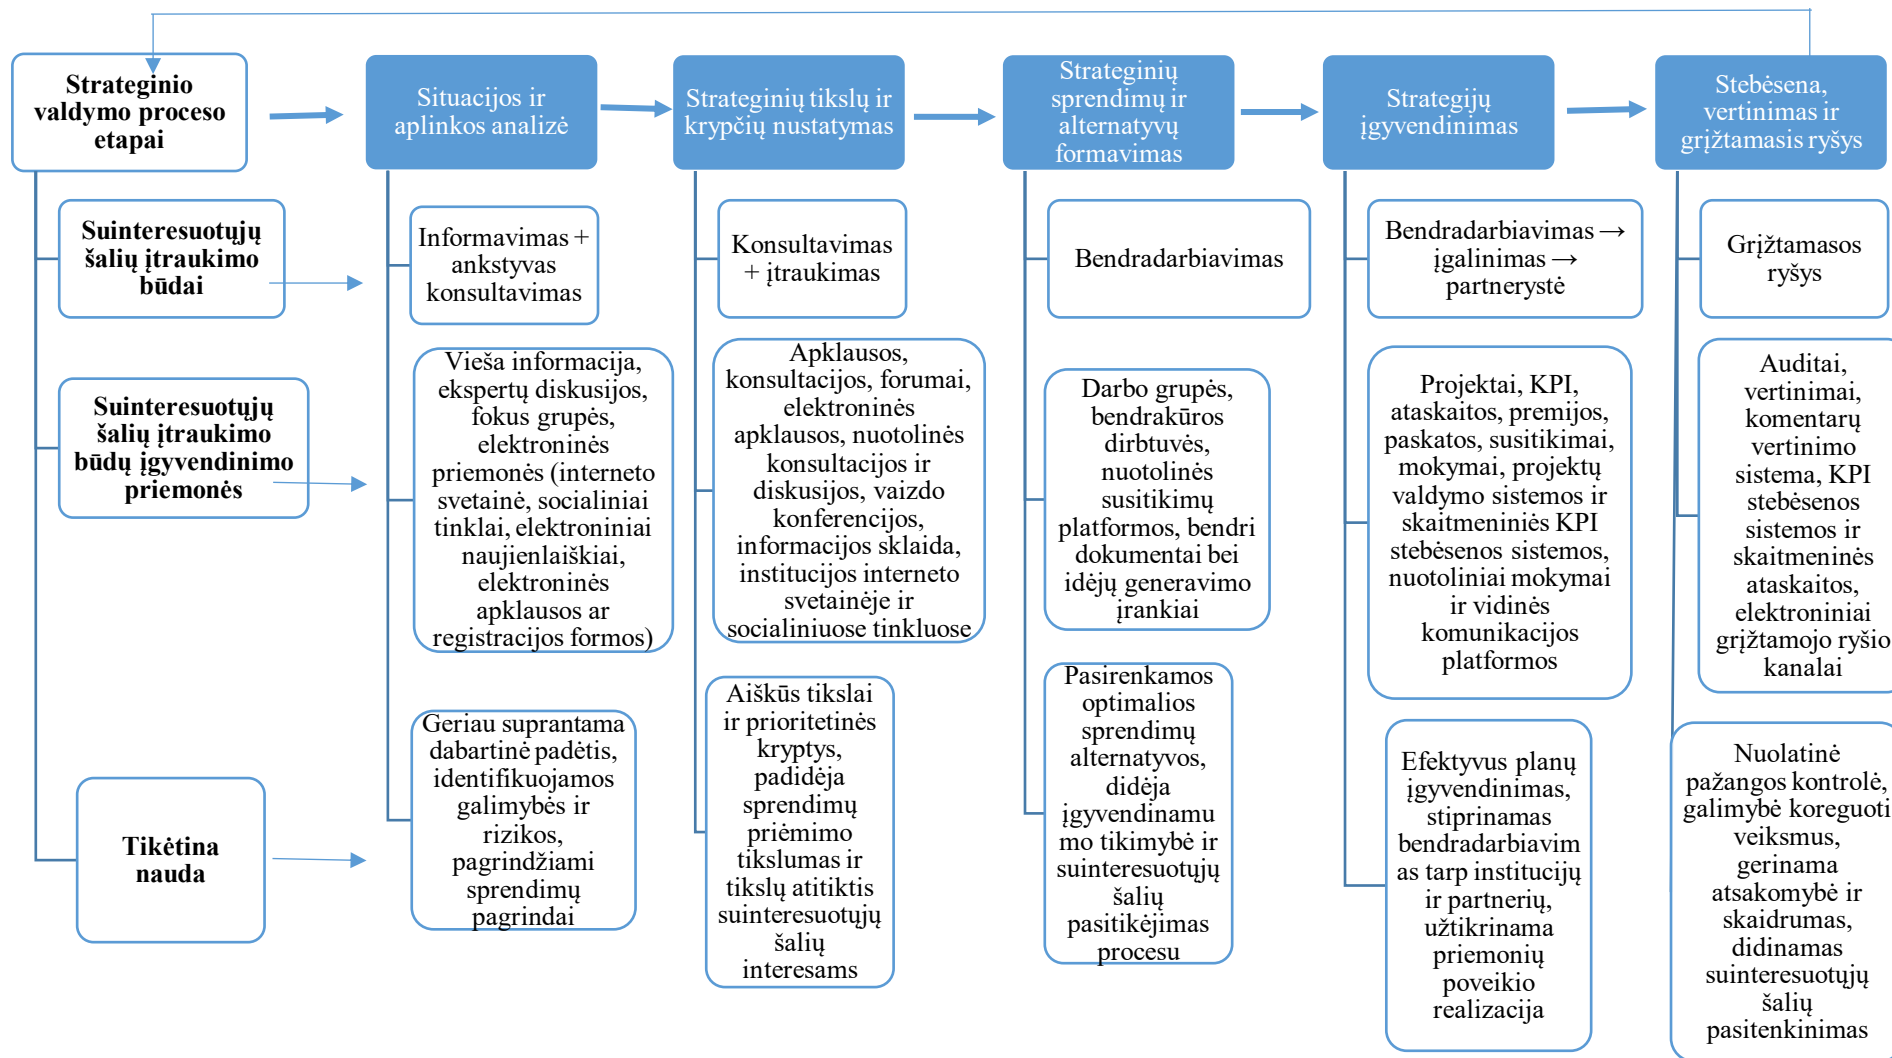 Strateginio
valdymo proceso
etapai
Situacijos ir
aplinkos analizė
Strateginių tikslų ir
krypčių nustatymas
Strateginių
sprendimų ir
alternatyvų
formavimas
Strategijų
įgyvendinimas
Stebėsena,
vertinimas ir
grįžtamasis ryšys
Suinteresuotųjų
šalių įtraukimo
būdai
Informavimas +
ankstyvas
konsultavimas
Konsultavimas
+ įtraukimas
Bendradarbiavimas
Bendradarbiavimas →
įgalinimas →
partnerystė
Grįžtamasos
ryšys
Suinteresuotųjų
šalių įtraukimo
būdų įgyvendinimo
priemonės
Vieša informacija,
ekspertų diskusijos,
fokus grupės,
elektroninės
priemonės (interneto
svetainė, socialiniai
tinklai, elektroniniai
naujienlaiškiai,
elektroninės
apklausos ar
registracijos formos)
Apklausos,
konsultacijos, forumai,
elektroninės
apklausos, nuotolinės
konsultacijos ir
diskusijos, vaizdo
konferencijos,
informacijos sklaida,
institucijos interneto
svetainėje ir
socialiniuose tinkluose
Darbo grupės,
bendrakūros
dirbtuvės,
nuotolinės
susitikimų
platformos, bendri
dokumentai bei
idėjų generavimo
įrankiai
Projektai, KPI,
ataskaitos, premijos,
paskatos, susitikimai,
mokymai, projektų
valdymo sistemos ir
skaitmeninės KPI
stebėsenos sistemos,
nuotoliniai mokymai
ir vidinės
komunikacijos
platformos
Auditai,
vertinimai,
komentarų
vertinimo
sistema, KPI
stebėsenos
sistemos ir
skaitmeninės
ataskaitos,
elektroniniai
grįžtamojo ryšio
kanalai
Tikėtina
nauda
Geriau suprantama
dabartinė padėtis,
identifikuojamos
galimybės ir
rizikos,
pagrindžiami
sprendimų
pagrindai
Aiškūs tikslai
ir prioritetinės
kryptys,
padidėja
sprendimų
priėmimo
tikslumas ir
tikslų atitiktis
suinteresuotųjų
šalių
interesams
Pasirenkamos
optimalios
sprendimų
alternatyvos,
didėja
įgyvendinamu
mo tikimybė ir
suinteresuotųjų
šalių
pasitikėjimas
procesu
Efektyvus planų
įgyvendinimas,
stiprinamas
bendradarbiavim
as tarp institucijų
ir partnerių,
užtikrinama
priemonių
poveikio
realizacija
Nuolatinė
pažangos kontrolė,
galimybė koreguoti
veiksmus,
gerinama
atsakomybė ir
skaidrumas,
didinamas
suinteresuotųjų
šalių
pasitenkinimas